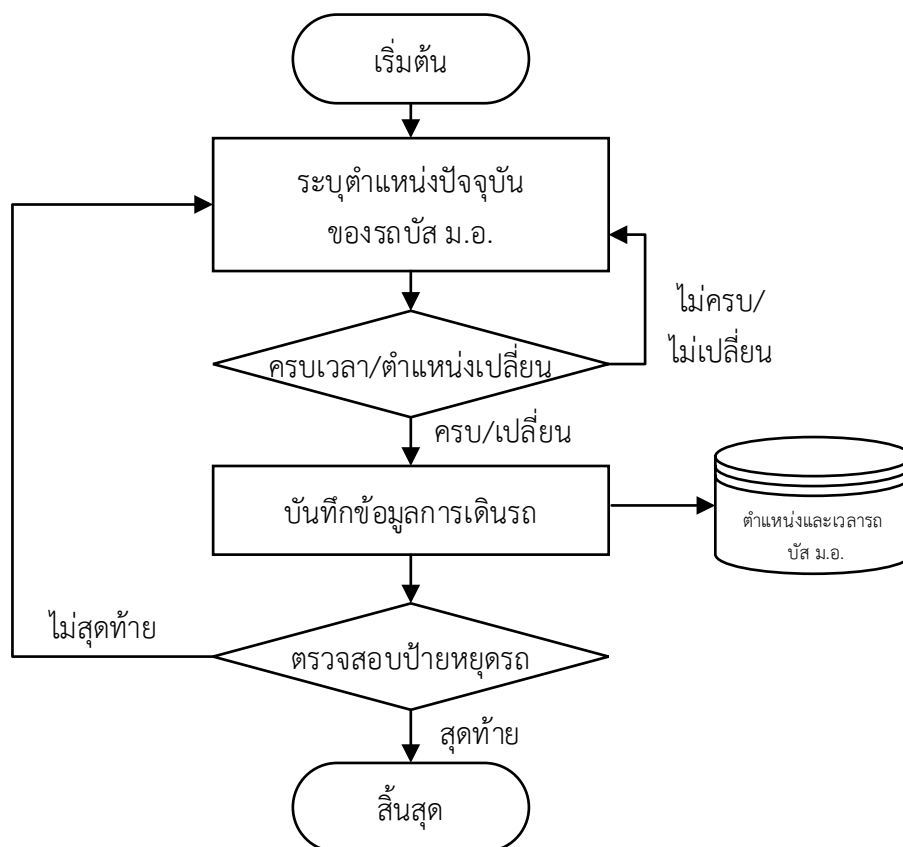 เริ่มต้น
ระบุตำแหน่งปัจจุบัน
ของรถบัส ม.อ.
ไม่ครบ/
ไม่เปลี่ยน
ครบเวลา/ตำแหน่งเปลี่ยน
ครบ/เปลี่ยน
บันทึกข้อมูลการเดินรถ
ตำแหน่งและเวลารถ
บัส ม.อ.
ไม่สุดท้าย
ตรวจสอบป้ายหยุดรถ
สุดท้าย
สิ้นสุด